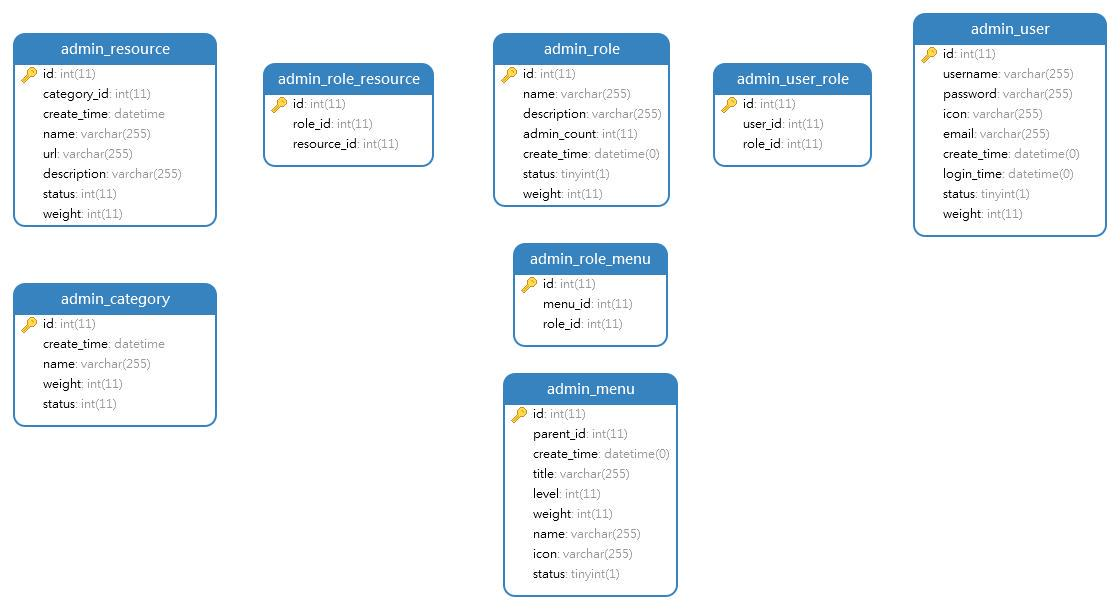 admin_resource
id: int(11)
category_id: int(11)
create_time: datetime
name: varchar(255)
url: varchar(255)
description: varchar(255)
status: int(11)
weight: int(11)
admin_role_resource
id: int(11)
role_id: int(11)
resource_id: int(11)
admin_role
id: int(11)
name: varchar(255)
description: varchar(255)
admin_count: int(11)
create_time: datetime(0)
status: tinyint(1)
weight: int(11)
admin_user_role
id: int(11)
user_id: int(11)
role_id: int(11)
admin_user
id: int(11)
username: varchar(255)
password: varchar(255)
icon: varchar(255)
email: varchar(255)
create_time: datetime(0)
login_time: datetime(0)
status: tinyint(1)
weight: int(11)
admin_category
id: int(11)
create_time: datetime
name: varchar(255)
weight: int(11)
status: int(11)
admin_role_menu
id: int(11)
menu_id: int(11)
role_id: int(11)
admin_menu
id: int(11)
parent_id: int(11)
create_time: datetime(0)
title: varchar(255)
level: int(11)
weight: int(11)
name: varchar(255)
icon: varchar(255)
status: tinyint(1)